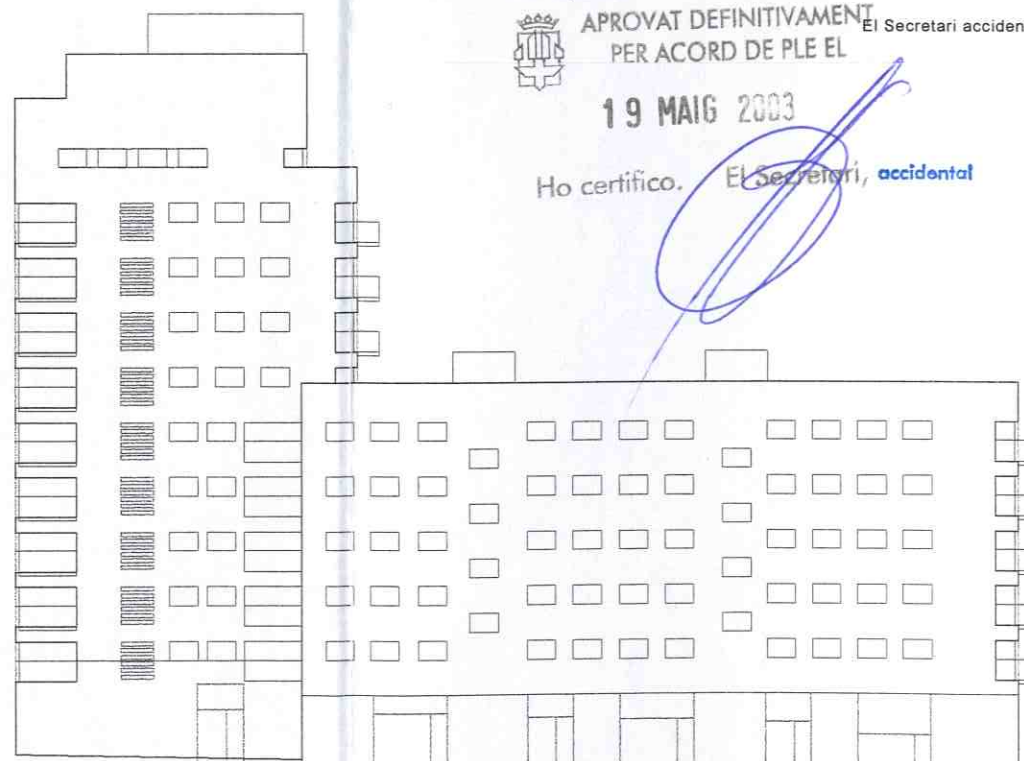 APROVAT DEFINITIVAMENT
PER ACORD DE PLE EL
El Secretari acciden
19 MAIG 2003
Ho certifico. El Secretari, accidental